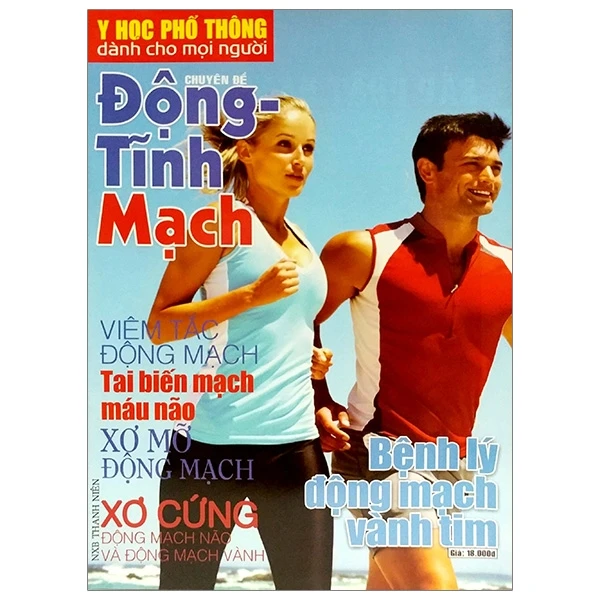 Y HỌC PHỔ THÔNG
dành cho mọi người
CHUYÊN ĐỀ
Động-
Tĩnh
Mạch
VIÊM TẮC
ĐỘNG MẠCH
Tai biến mạch
máu não
XƠ MỠ
ĐỘNG MẠCH
XƠ CỨNG
ĐỘNG MẠCH NÃO
VÀ ĐỘNG MẠCH VÀNH
NXB THANH NIÊN
Bệnh lý
động mạch
vành tim
Giá: 18.000đ